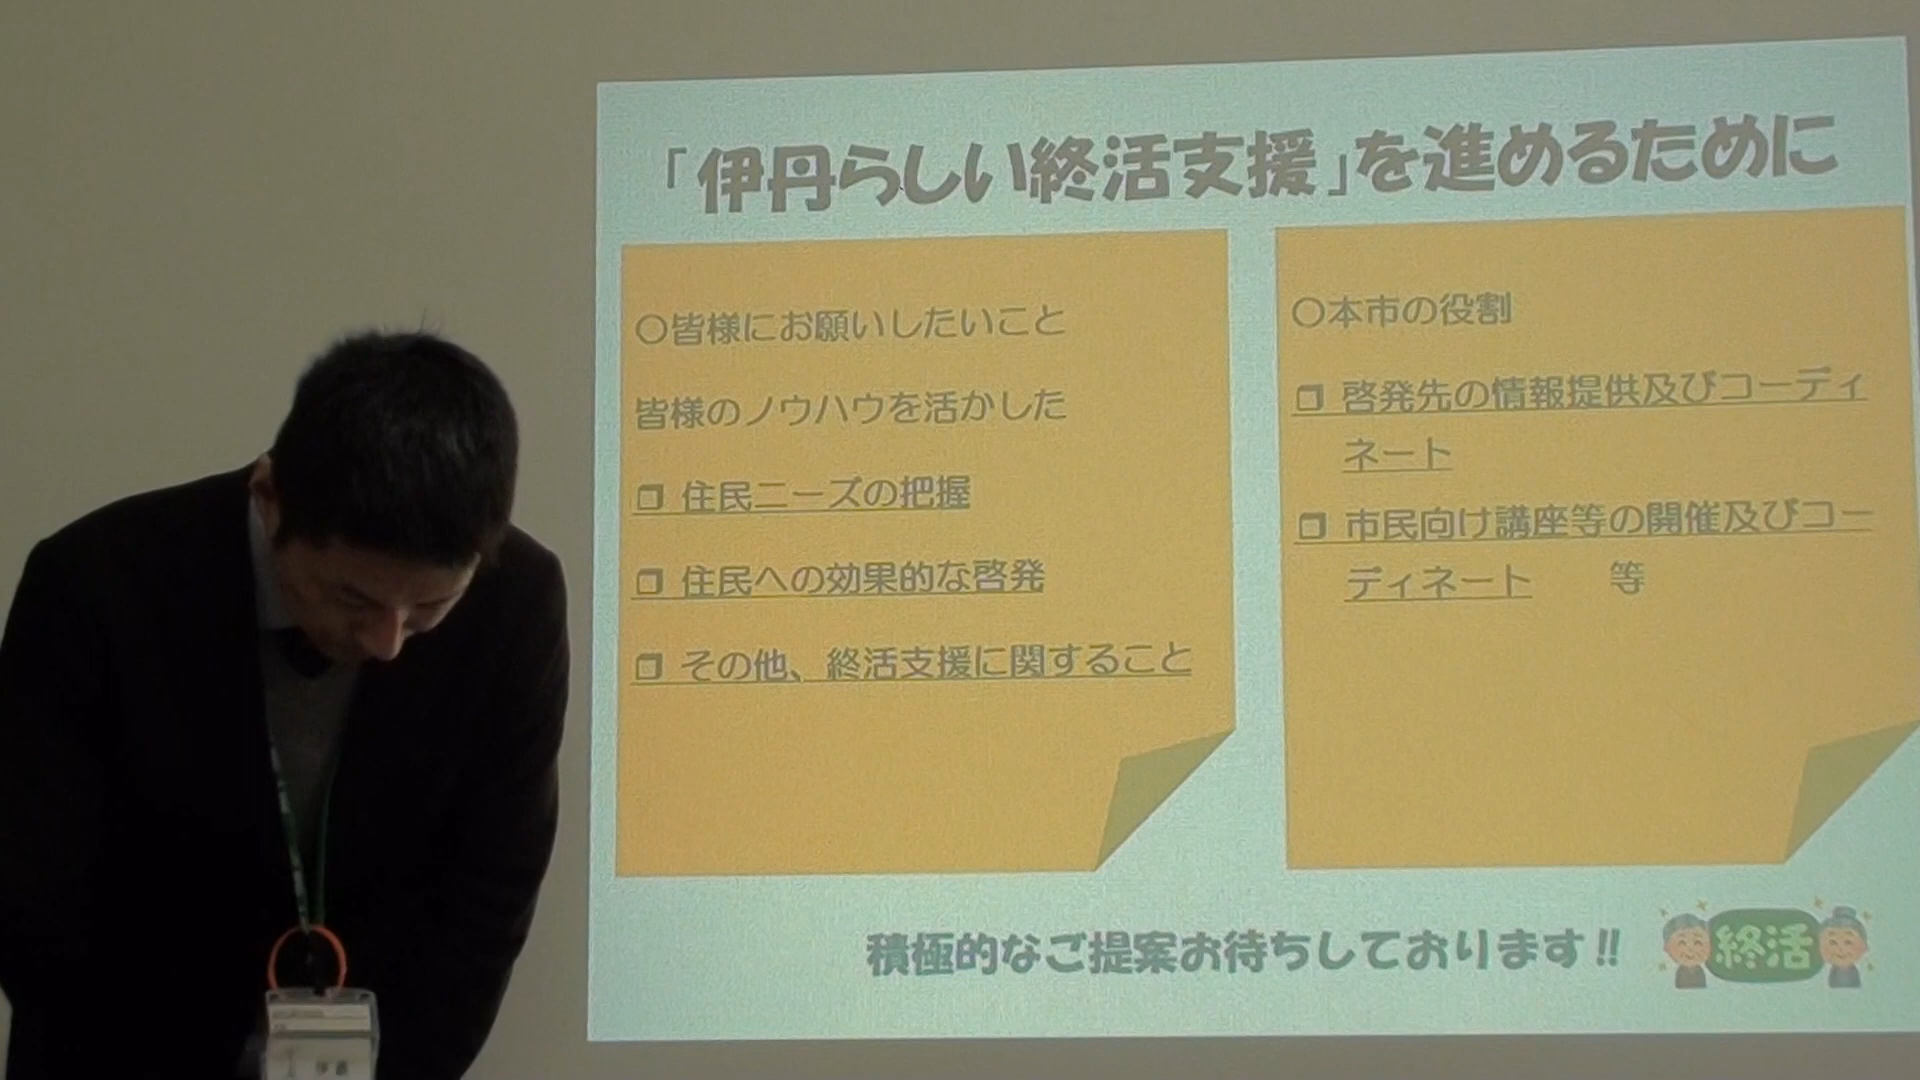 「伊丹らしい終活支援」を進めるために
〇皆様にお願いしたいこと
皆様のノウハウを活かした
❐ 住民ニーズの把握
❐ 住民への効果的な啓発
❐ その他、終活支援に関すること
〇本市の役割
❐ 啓発先の情報提供及びコーディ
ネート
❐ 市民向け講座等の開催及びコー
ディネート　　等
積極的なご提案お待ちしております!!
終活